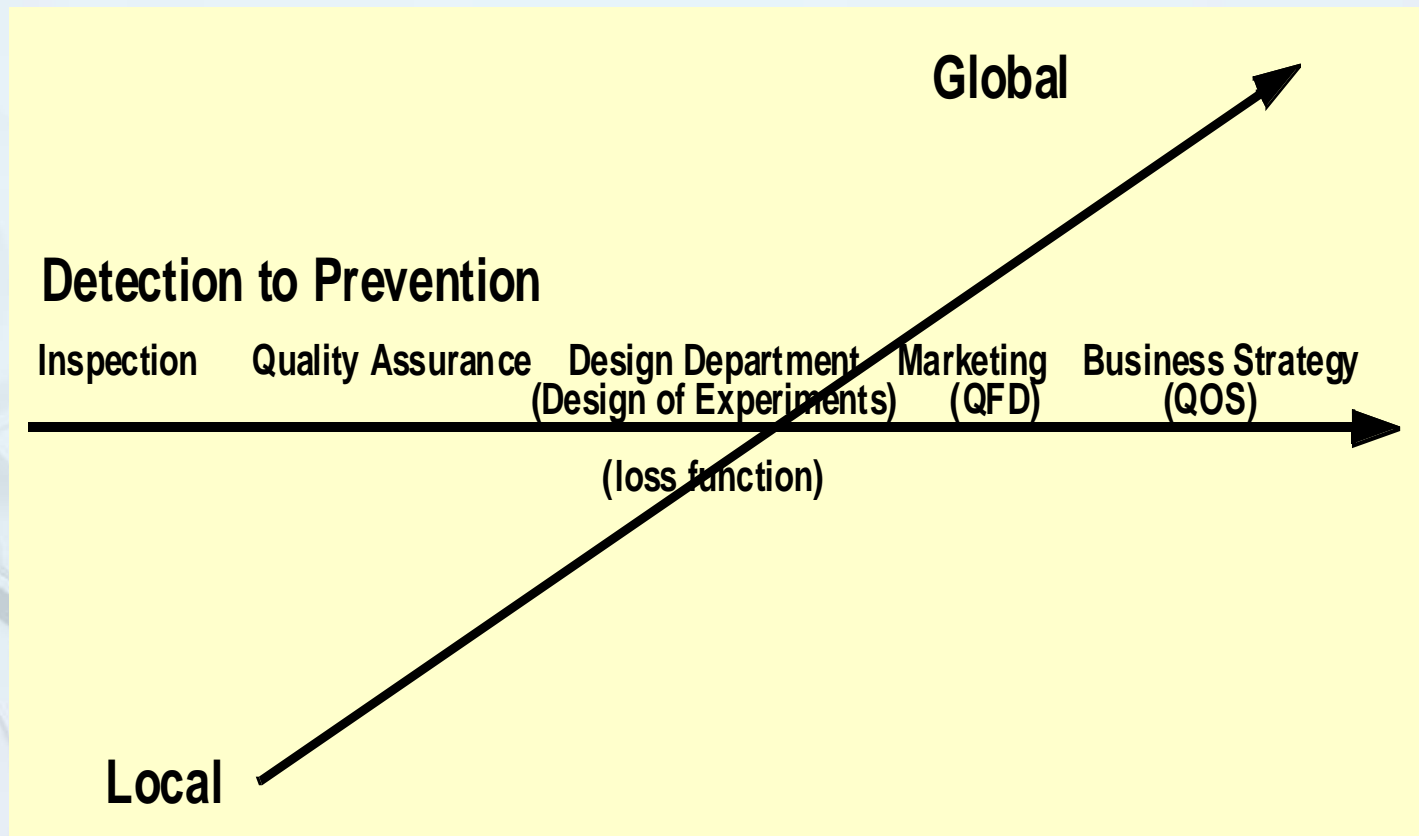 Global
Detection to Prevention
Inspection Quality Assurance Design Department Marketing Business Strategy
(Design of Experiments) (QFD) (QOS)
(loss function)
Local